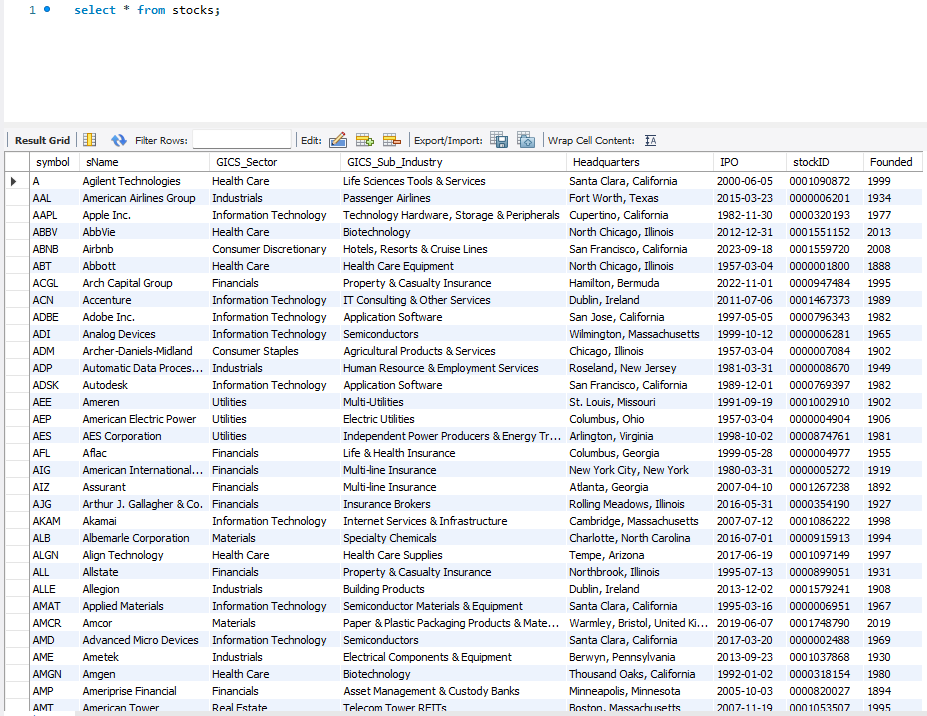 1 select * from stocks;
Result Grid Filter Rows: Edit: Export/Import: Wrap Cell Content:
symbol sName GICS_Sector GICS_Sub_Industry Headquarters IPO stockID Founded
A Agilent Technologies Health Care Life Sciences Tools & Services Santa Clara, California 2000-06-05 0001090872 1999
AAL American Airlines Group Industrials Passenger Airlines Fort Worth, Texas 2015-03-23 0000006201 1934
AAPL Apple Inc. Information Technology Technology Hardware, Storage & Peripherals Cupertino, California 1982-11-30 0000320193 1977
ABBV AbbVie Health Care Biotechnology North Chicago, Illinois 2012-12-31 0001551152 2013
ABNB Airbnb Consumer Discretionary Hotels, Resorts & Cruise Lines San Francisco, California 2023-09-18 0001559720 2008
ABT Abbott Health Care Health Care Equipment North Chicago, Illinois 1957-03-04 0000001800 1888
ACGL Arch Capital Group Financials Property & Casualty Insurance Hamilton, Bermuda 2022-11-01 0000947484 1995
ACN Accenture Information Technology IT Consulting & Other Services Dublin, Ireland 2011-07-06 0001467373 1989
ADBE Adobe Inc. Information Technology Application Software San Jose, California 1997-05-05 0000796343 1982
ADI Analog Devices Information Technology Semiconductors Wilmington, Massachusetts 1999-10-12 0000006281 1965
ADM Archer-Daniels-Midland Consumer Staples Agricultural Products & Services Chicago, Illinois 1957-03-04 0000007084 1902
ADP Automatic Data Proces... Industrials Human Resource & Employment Services Roseland, New Jersey 1981-03-31 0000008670 1949
ADSK Autodesk Information Technology Application Software San Francisco, California 1989-12-01 0000769397 1982
AEE Ameren Utilities Multi-Utilities St. Louis, Missouri 1991-09-19 0001002910 1902
AEP American Electric Power Utilities Electric Utilities Columbus, Ohio 1957-03-04 0000004904 1906
AES AES Corporation Utilities Independent Power Producers & Energy Tr... Arlington, Virginia 1998-10-02 0000874761 1981
AFL Aflac Financials Life & Health Insurance Columbus, Georgia 1999-05-28 0000004977 1955
AIG American International... Financials Multi-line Insurance New York City, New York 1980-03-31 0000005272 1919
AIZ Assurant Financials Multi-line Insurance Atlanta, Georgia 2007-04-10 0001267238 1892
AJG Arthur J. Gallagher & Co. Financials Insurance Brokers Rolling Meadows, Illinois 2016-05-31 0000354190 1927
AKAM Akamai Information Technology Internet Services & Infrastructure Cambridge, Massachusetts 2007-07-12 0001086222 1998
ALB Albemarle Corporation Materials Specialty Chemicals Charlotte, North Carolina 2016-07-01 0000915913 1994
ALGN Align Technology Health Care Health Care Supplies Tempe, Arizona 2017-06-19 0001097149 1997
ALL Allstate Financials Property & Casualty Insurance Northbrook, Illinois 1995-07-13 0000899051 1931
ALLE Allegion Industrials Building Products Dublin, Ireland 2013-12-02 0001579241 1908
AMAT Applied Materials Information Technology Semiconductor Materials & Equipment Santa Clara, California 1995-03-16 0000006951 1967
AMCR Amcor Materials Paper & Plastic Packaging Products & Mate... Warmley, Bristol, United Ki... 2019-06-07 0001748790 2019
AMD Advanced Micro Devices Information Technology Semiconductors Santa Clara, California 2017-03-20 0000002488 1969
AME Ametek Industrials Electrical Components & Equipment Berwyn, Pennsylvania 2013-09-23 0001037868 1930
AMGN Amgen Health Care Biotechnology Thousand Oaks, California 1992-01-02 0000318154 1980
AMP Ameriprise Financial Financials Asset Management & Custody Banks Minneapolis, Minnesota 2005-10-03 0000820027 1894
AMT American Tower Real Estate Telecom Tower REITs Boston, Massachusetts 2007-11-19 0001053507 1995